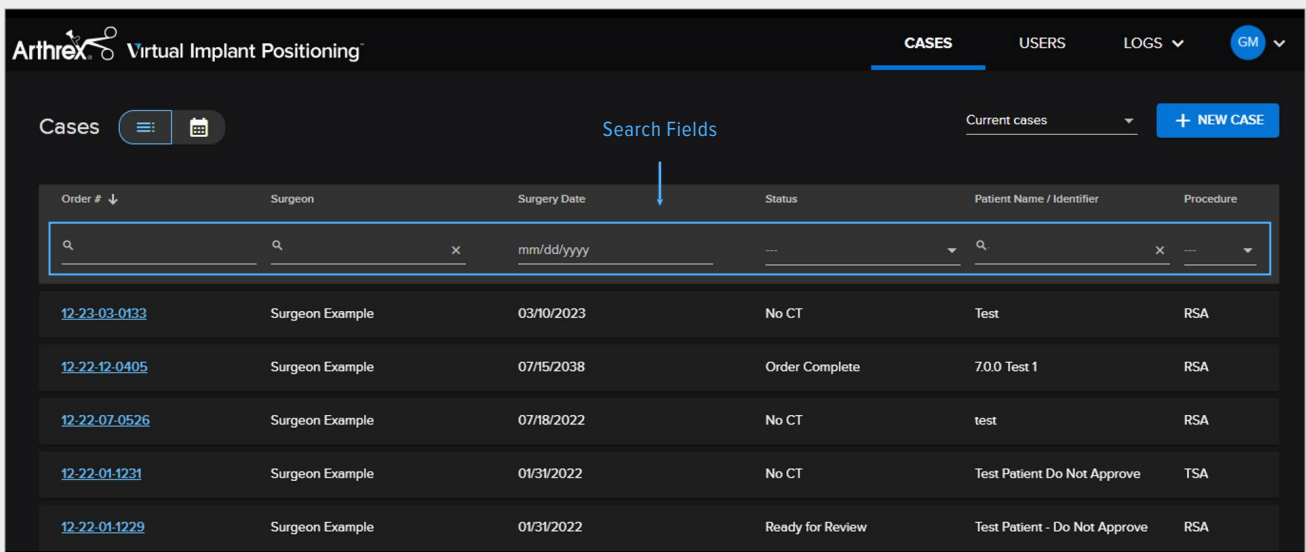 Arthrex® Virtual Implant Positioning™ CASES USERS LOGS GM
Cases Search Fields Current cases + NEW CASE
Order # Surgeon Surgery Date Status Patient Name / Identifier Procedure
mm/dd/yyyy --- × ---
12-23-03-0133 Surgeon Example 03/10/2023 No CT Test RSA
12-22-12-0405 Surgeon Example 07/15/2038 Order Complete 7.0.0 Test 1 RSA
12-22-07-0526 Surgeon Example 07/18/2022 No CT test RSA
12-22-01-1231 Surgeon Example 01/31/2022 No CT Test Patient Do Not Approve TSA
12-22-01-1229 Surgeon Example 01/31/2022 Ready for Review Test Patient - Do Not Approve RSA